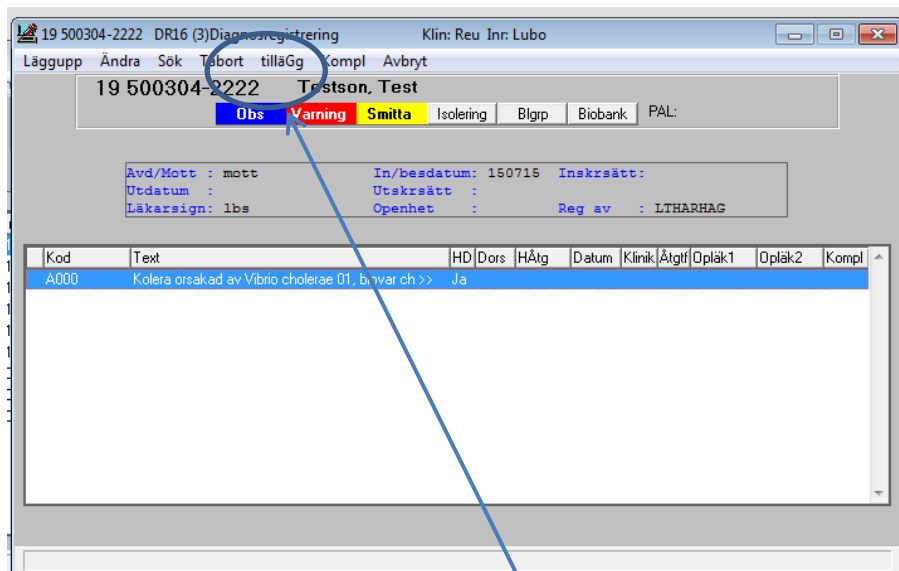 19 500304-2222 DR16 (3)Diagnosregistrering Klin: Reu Inr: Lubo
Läggupp Ändra Sök Tabort tilläGg Kompl Avbryt
19 500304-2222 Testson, Test
Obs Varning Smitta Isolering Blgrp Biobank PAL:
Avd/Mott : mott In/besdatum: 150715 Inskrsätt:
Utdatum : Utskrsätt :
Läkarsign: lbs Openhet : Reg av : LTHARHAG
Kod Text HD Dors HÅtg Datum Klinik Åtgtf Opläk1 Opläk2 Kompl
A000 Kolera orsakad av Vibrio cholerae 01, biovar ch >> Ja